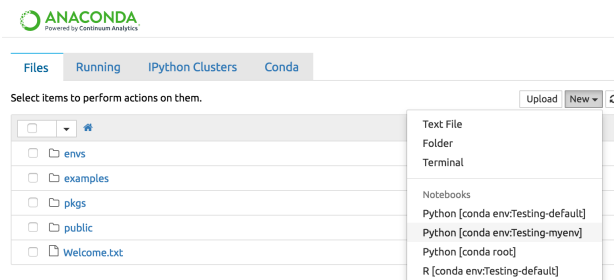 ANACONDA
Powered by Continuum Analytics
Files Running IPython Clusters Conda
Select items to perform actions on them.
Upload New
Text File
Folder
Terminal
Notebooks
Python [conda env:Testing-default]
Python [conda env:Testing-myenv]
Python [conda root]
R [conda env:Testing-default]
envs
examples
pkgs
public
Welcome.txt